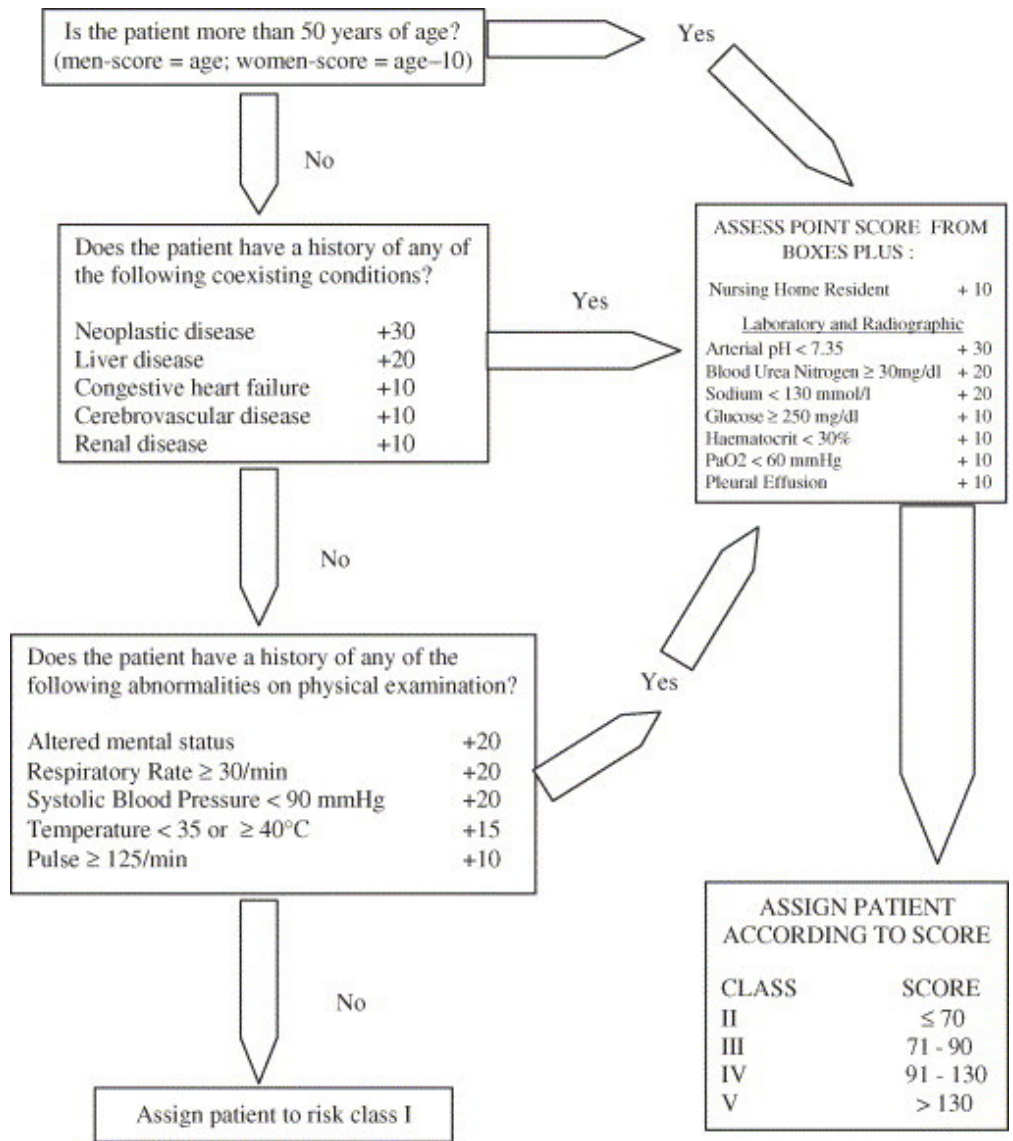 Is the patient more than 50 years of age?
(men-score = age; women-score = age–10)
Yes
No
Does the patient have a history of any of
the following coexisting conditions?
Neoplastic disease +30
Liver disease +20
Congestive heart failure +10
Cerebrovascular disease +10
Renal disease +10
Yes
ASSESS POINT SCORE FROM
BOXES PLUS :
Nursing Home Resident + 10
Laboratory and Radiographic
Arterial pH < 7.35 + 30
Blood Urea Nitrogen ≥ 30mg/dl + 20
Sodium < 130 mmol/l + 20
Glucose ≥ 250 mg/dl + 10
Haematocrit < 30% + 10
PaO2 < 60 mmHg + 10
Pleural Effusion + 10
No
Does the patient have a history of any of the
following abnormalities on physical examination?
Altered mental status +20
Respiratory Rate ≥ 30/min +20
Systolic Blood Pressure < 90 mmHg +20
Temperature < 35 or ≥ 40°C +15
Pulse ≥ 125/min +10
Yes
No
Assign patient to risk class I
ASSIGN PATIENT
ACCORDING TO SCORE
CLASS SCORE
II ≤ 70
III 71 - 90
IV 91 - 130
V > 130